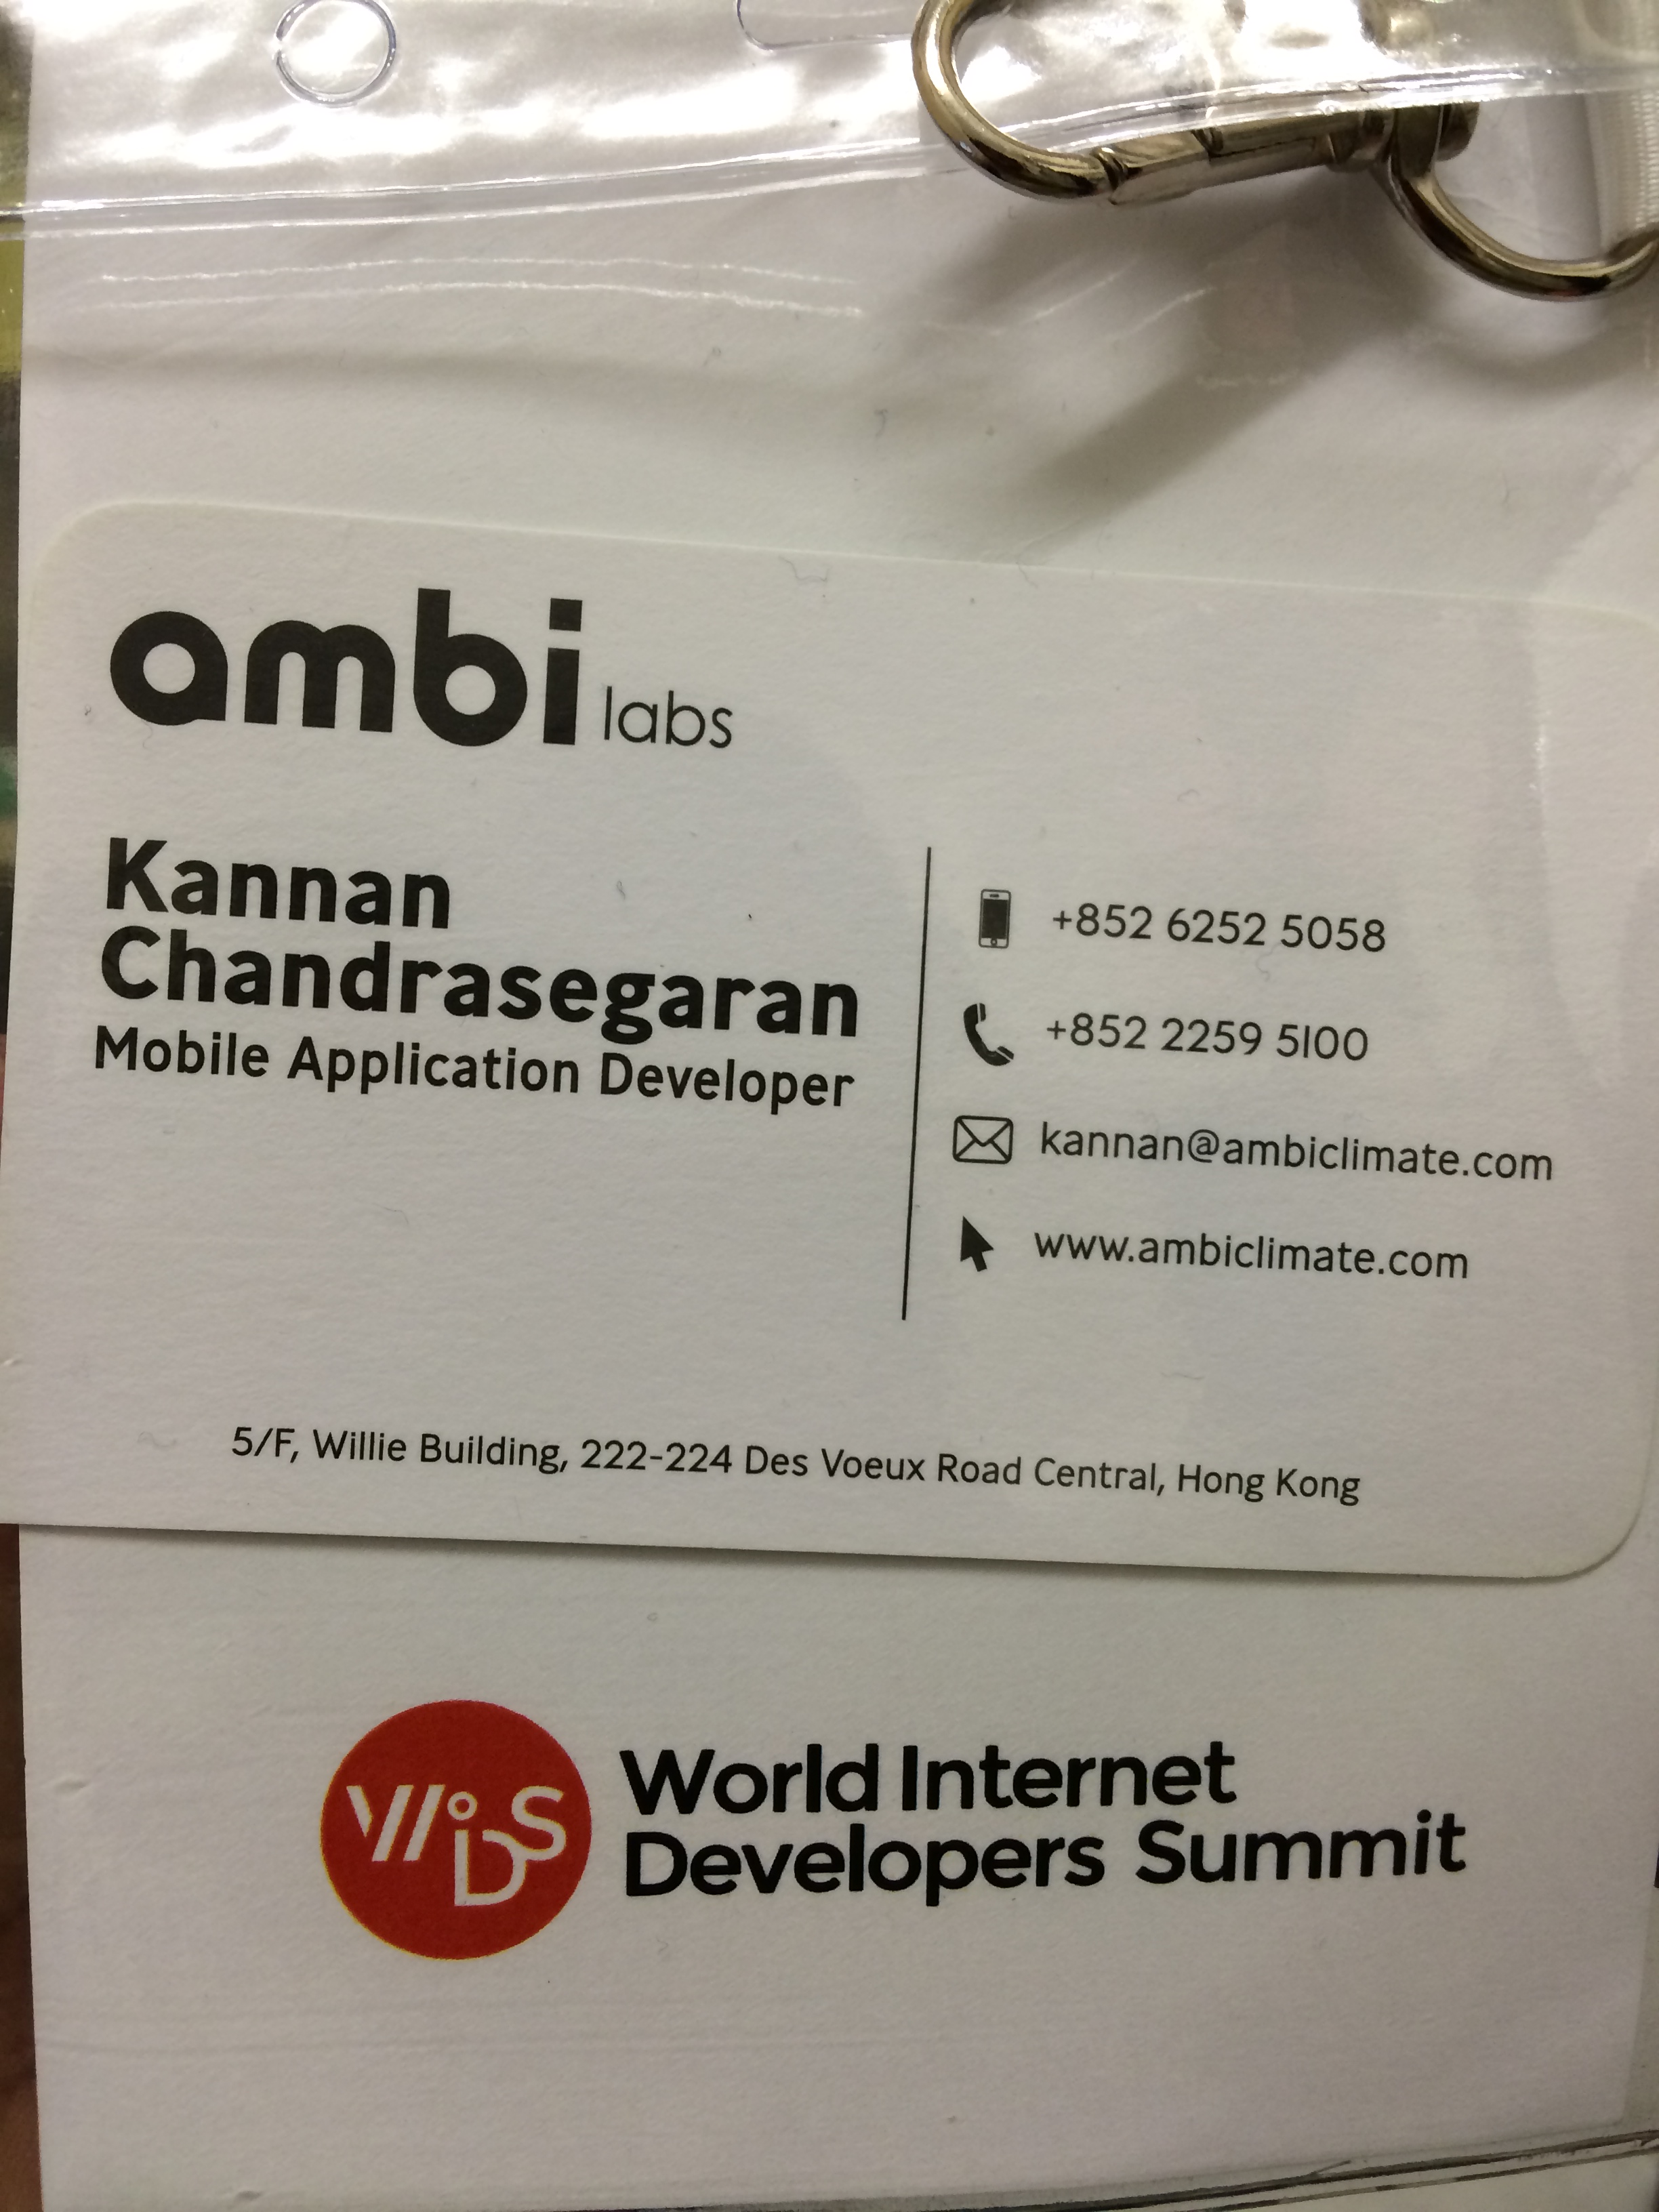 ambi labs
Kannan
Chandrasegaran
Mobile Application Developer
+852 6252 5058
+852 2259 5100
kannan@ambiclimate.com
www.ambiclimate.com
5/F, Willie Building, 222-224 Des Voeux Road Central, Hong Kong
WiDS
World Internet
Developers Summit